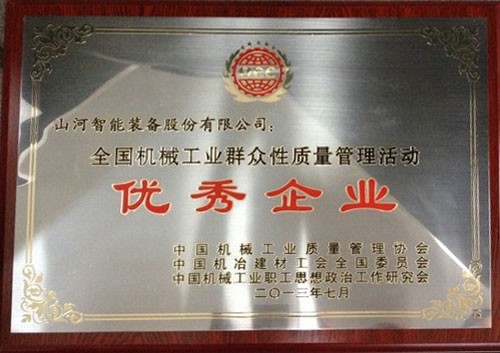 山河智能装备股份有限公司：
全国机械工业群众性质量管理活动
优秀企业
中国机械工业质量管理协会
中国机冶建材工会全国委员会
中国机械工业职工思想政治工作研究会
二〇一三年七月